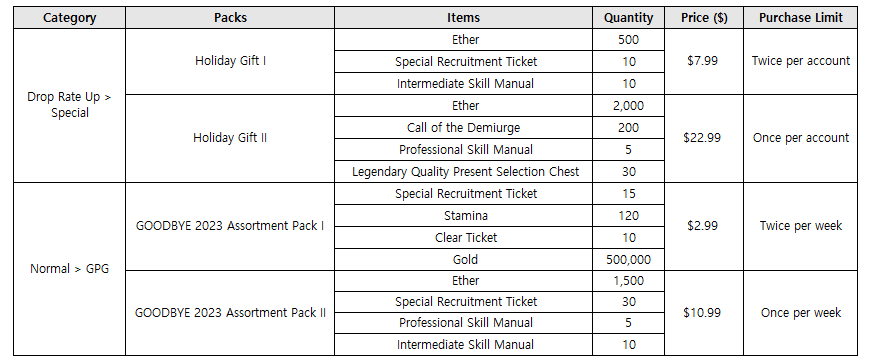 Category Packs Items Quantity Price ($) Purchase Limit
Drop Rate Up >
Special
Holiday Gift I
Ether 500
Special Recruitment Ticket 10
Intermediate Skill Manual 10
$7.99 Twice per account
Holiday Gift II
Ether 2,000
Call of the Demiurge 200
Professional Skill Manual 5
Legendary Quality Present Selection Chest 30
$22.99 Once per account
Normal > GPG
GOODBYE 2023 Assortment Pack I
Special Recruitment Ticket 15
Stamina 120
Clear Ticket 10
Gold 500,000
$2.99 Twice per week
GOODBYE 2023 Assortment Pack II
Ether 1,500
Special Recruitment Ticket 30
Professional Skill Manual 5
Intermediate Skill Manual 10
$10.99 Once per week